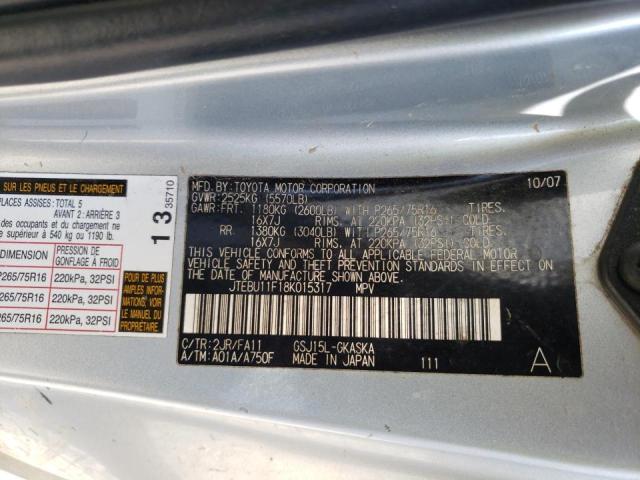 SUR LES PNEUS ET LE CHARGEMENT
PLACES ASSISES: TOTAL 5
AVANT 2: ARRIÈRE 3
des occupants et du chargement ne
supérieur à 540 kg ou 1190 lb.
DIMENSION
PRESSION DE GONFLAGE À FROID
P265/75R16 220kPa, 32PSI
265/75R16 220kPa, 32PSI
265/75R16 220kPa, 32PSI
POUR PLUS
DE
RENSEIGNEMENTS,
VOIR LE
MANUEL DU
1 3
35710
MFD. BY: TOYOTA MOTOR CORPORATION 10/07
GVWR: 2525KG (5570LB)
GAWR: FRT. 1180KG (2600LB) WITH P265/75R16 TIRES,
16X7J RIMS, AT 220KPA (32PSI) COLD
RR. 1380KG (3040LB) WITH P265/75R16 TIRES,
16X7J RIMS, AT 220KPA (32PSI) COLD
THIS VEHICLE CONFORMS TO ALL APPLICABLE FEDERAL MOTOR
VEHICLE SAFETY AND THEFT PREVENTION STANDARDS IN EFFECT
ON THE DATE OF MANUFACTURE SHOWN ABOVE.
JTEBU11F18K015317 MPV
C/TR: 2JR/FA11 GSJ15L-GKASKA
A/TM: A01A/A750F MADE IN JAPAN 111 A